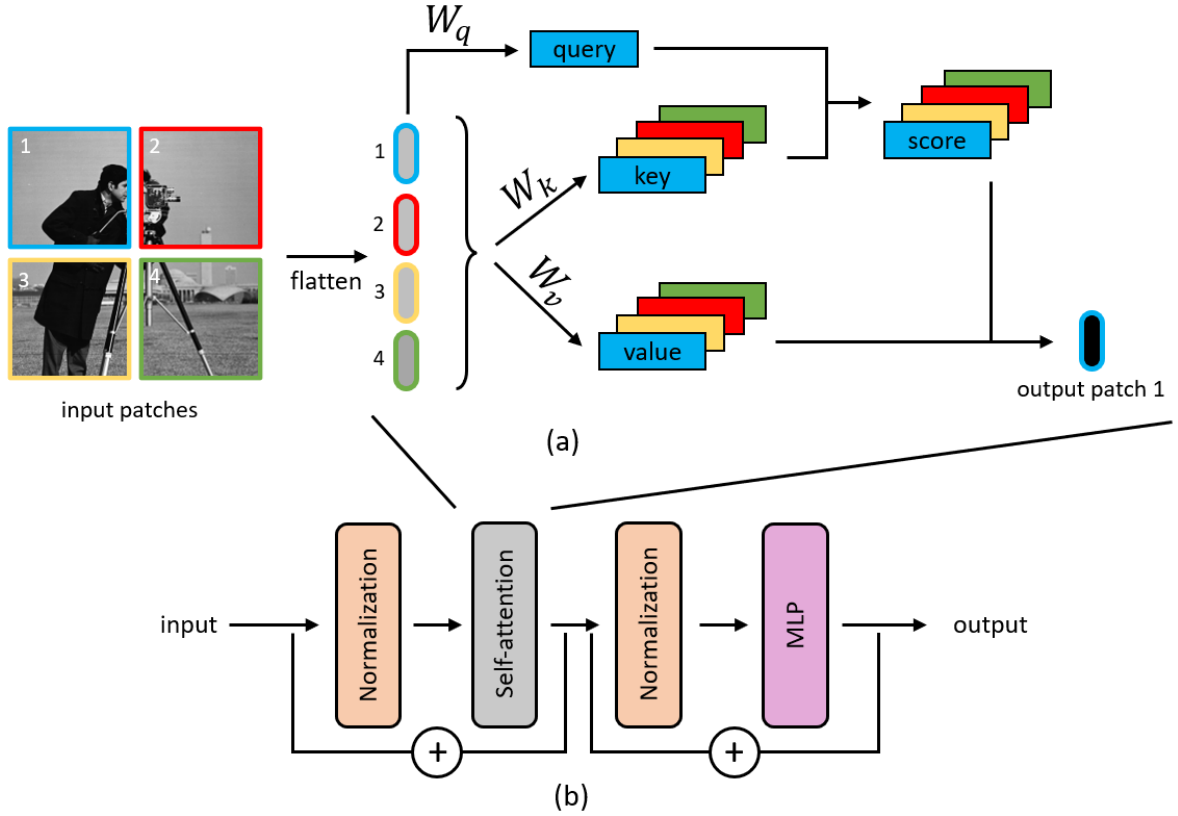 W_q
query
1
2
3
4
input patches
flatten
1
2
3
4
W_k
key
score
W_v
value
output patch 1
(a)
input
Normalization
Self-attention
Normalization
MLP
output
+
+
(b)